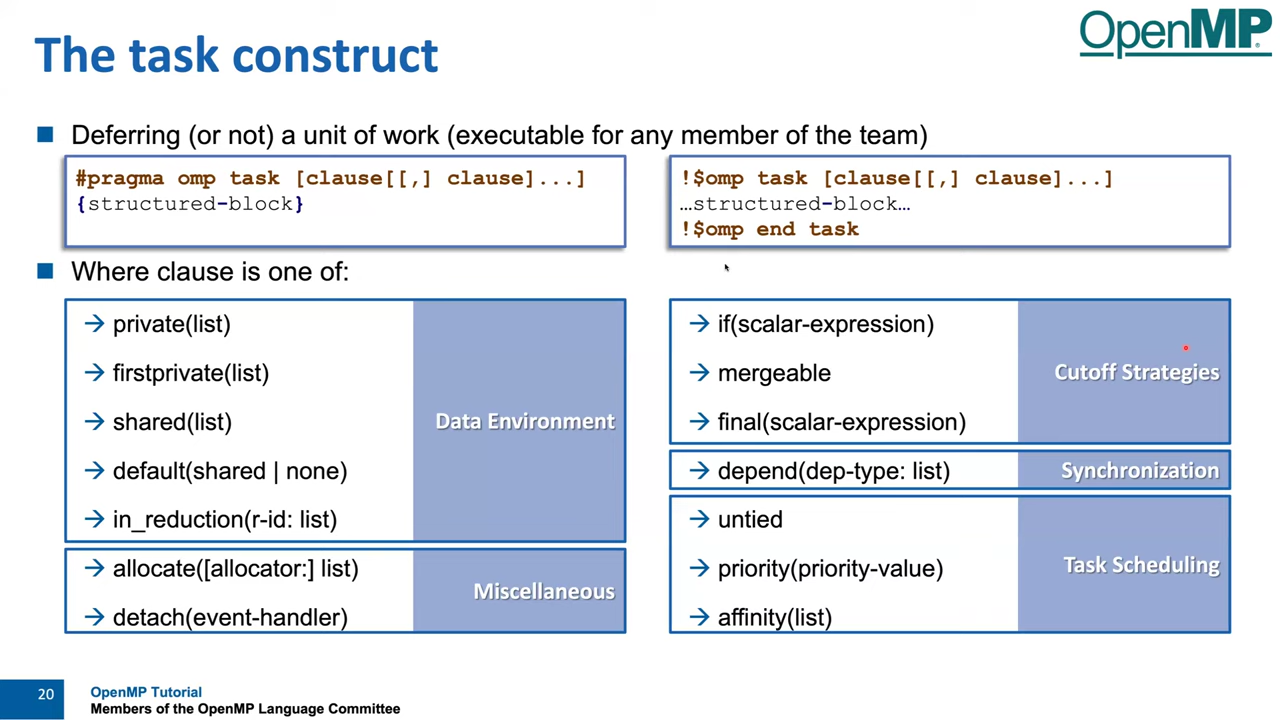 The task construct
OpenMP
Deferring (or not) a unit of work (executable for any member of the team)
#pragma omp task [clause[[,] clause]...]
{structured-block}
!$omp task [clause[[,] clause]...]
…structured-block…
!$omp end task
Where clause is one of:
→ private(list)
→ firstprivate(list)
→ shared(list)
→ default(shared | none)
→ in_reduction(r-id: list)
Data Environment
→ allocate([allocator:] list)
→ detach(event-handler)
Miscellaneous
→ if(scalar-expression)
→ mergeable
→ final(scalar-expression)
Cutoff Strategies
→ depend(dep-type: list)
Synchronization
→ untied
→ priority(priority-value)
→ affinity(list)
Task Scheduling
20
OpenMP Tutorial
Members of the OpenMP Language Committee